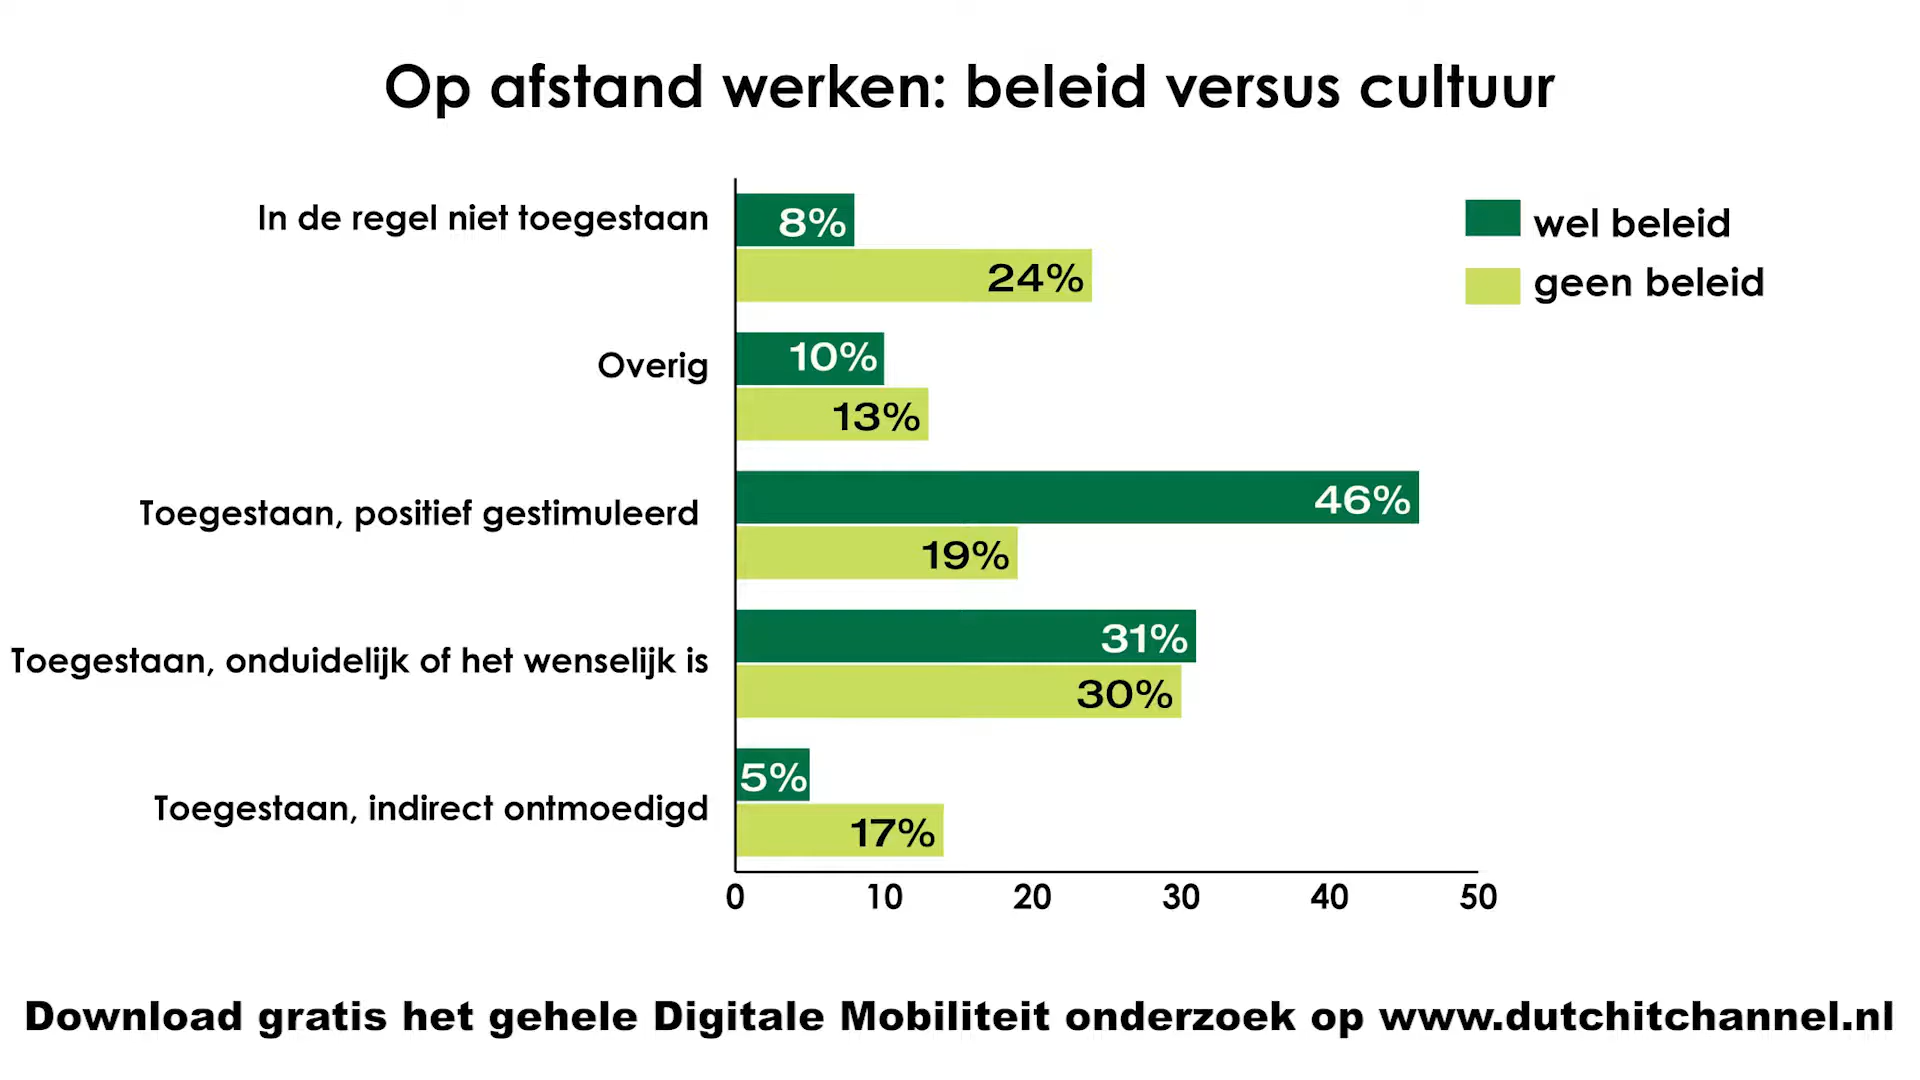 Op afstand werken: beleid versus cultuur
wel beleid
geen beleid
In de regel niet toegestaan
8%
24%
Overig
10%
13%
Toegestaan, positief gestimuleerd
46%
19%
Toegestaan, onduidelijk of het wenselijk is
31%
30%
Toegestaan, indirect ontmoedigd
5%
17%
0 10 20 30 40 50
Download gratis het gehele Digitale Mobiliteit onderzoek op www.dutchitchannel.nl